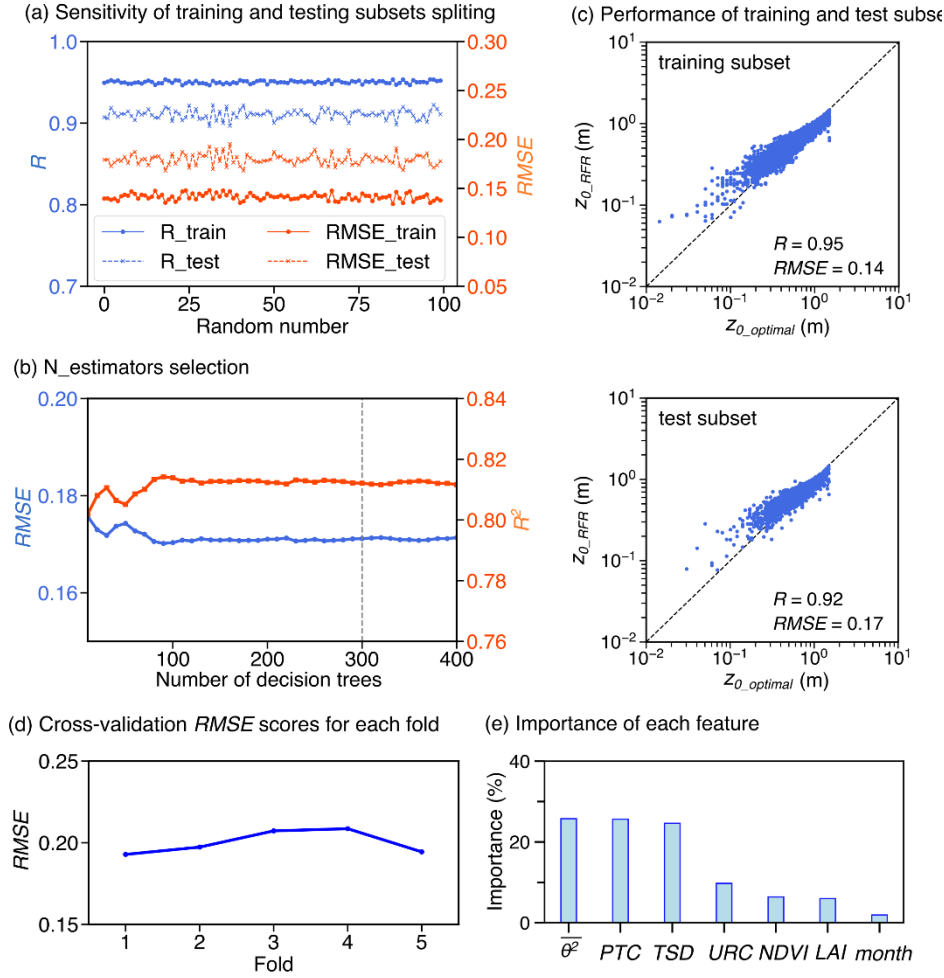 (a) Sensitivity of training and testing subsets spliting
1.0
0.9
0.8
0.7
R
0.30
0.25
0.20
0.15
0.10
0.05
RMSE
R_train
R_test
RMSE_train
RMSE_test
0 25 50 75 100
Random number
(b) N_estimators selection
0.20
0.18
0.16
RMSE
0.84
0.82
0.80
0.78
0.76
R²
100 200 300 400
Number of decision trees
(c) Performance of training and test subse
training subset
10¹
10⁰
10⁻¹
10⁻²
z₀_RFR (m)
R = 0.95
RMSE = 0.14
10⁻² 10⁻¹ 10⁰ 10¹
z₀_optimal (m)
test subset
10¹
10⁰
10⁻¹
10⁻²
z₀_RFR (m)
R = 0.92
RMSE = 0.17
10⁻² 10⁻¹ 10⁰ 10¹
z₀_optimal (m)
(d) Cross-validation RMSE scores for each fold
0.25
0.20
0.15
RMSE
1 2 3 4 5
Fold
(e) Importance of each feature
40
20
0
Importance (%)
θ² PTC TSD URC NDVI LAI month